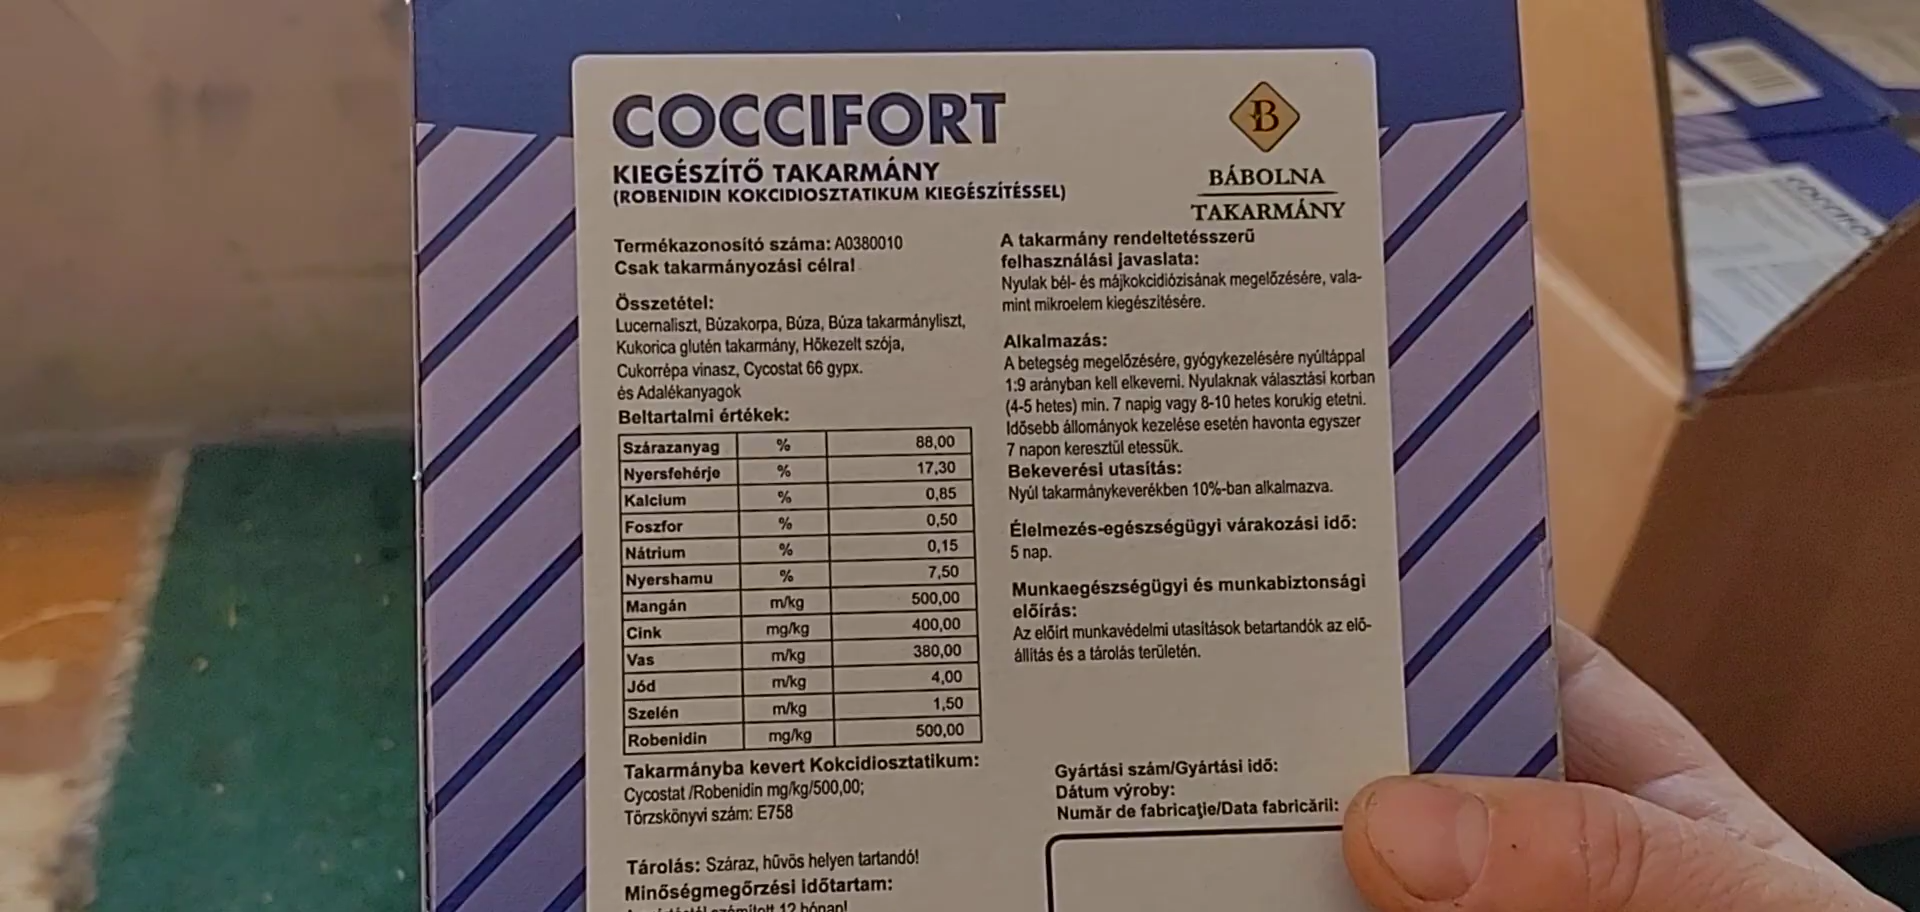 COCCIFORT
KIEGÉSZÍTŐ TAKARMÁNY
(ROBENIDIN KOKCIDIOSZTATIKUM KIEGÉSZÍTÉSSEL)
B
BÁBOLNA
TAKARMÁNY
Termékazonosító száma: A0380010
Csak takarmányozási célra!
Összetétel:
Lucernaliszt, Búzakorpa, Búza, Búza takarmányliszt,
Kukorica glutén takarmány, Hőkezelt szója,
Cukorrépa vinasz, Cycostat 66 gypx.
és Adalékanyagok
Beltartalmi értékek:
Szárazanyag % 88,00
Nyersfehérje % 17,30
Kalcium % 0,85
Foszfor % 0,50
Nátrium % 0,15
Nyershamu % 7,50
Mangán m/kg 500,00
Cink mg/kg 400,00
Vas m/kg 380,00
Jód m/kg 4,00
Szelén m/kg 1,50
Robenidin mg/kg 500,00
Takarmányba kevert Kokcidiosztatikum:
Cycostat /Robenidin mg/kg/500,00;
Törzskönyvi szám: E758
Tárolás: Száraz, hűvös helyen tartandó!
Minőségmegőrzési időtartam:
12 hónap!
A takarmány rendeltetésszerű
felhasználási javaslata:
Nyulak bél- és májkokcidiózisának megelőzésére, vala-
mint mikroelem kiegészítésére.
Alkalmazás:
A betegség megelőzésére, gyógykezelésére nyúltáppal
1:9 arányban kell elkeverni. Nyulaknak választási korban
(4-5 hetes) min. 7 napig vagy 8-10 hetes korukig etetni.
Idősebb állományok kezelése esetén havonta egyszer
7 napon keresztül etessük.
Bekeverési utasítás:
Nyúl takarmánykeverékben 10%-ban alkalmazva.
Élelmezés-egészségügyi várakozási idő:
5 nap.
Munkaegészségügyi és munkabiztonsági
előírás:
Az előírt munkavédelmi utasítások betartandók az elő-
állítás és a tárolás területén.
Gyártási szám/Gyártási idő:
Dátum výroby:
Număr de fabricaţie/Data fabricării: